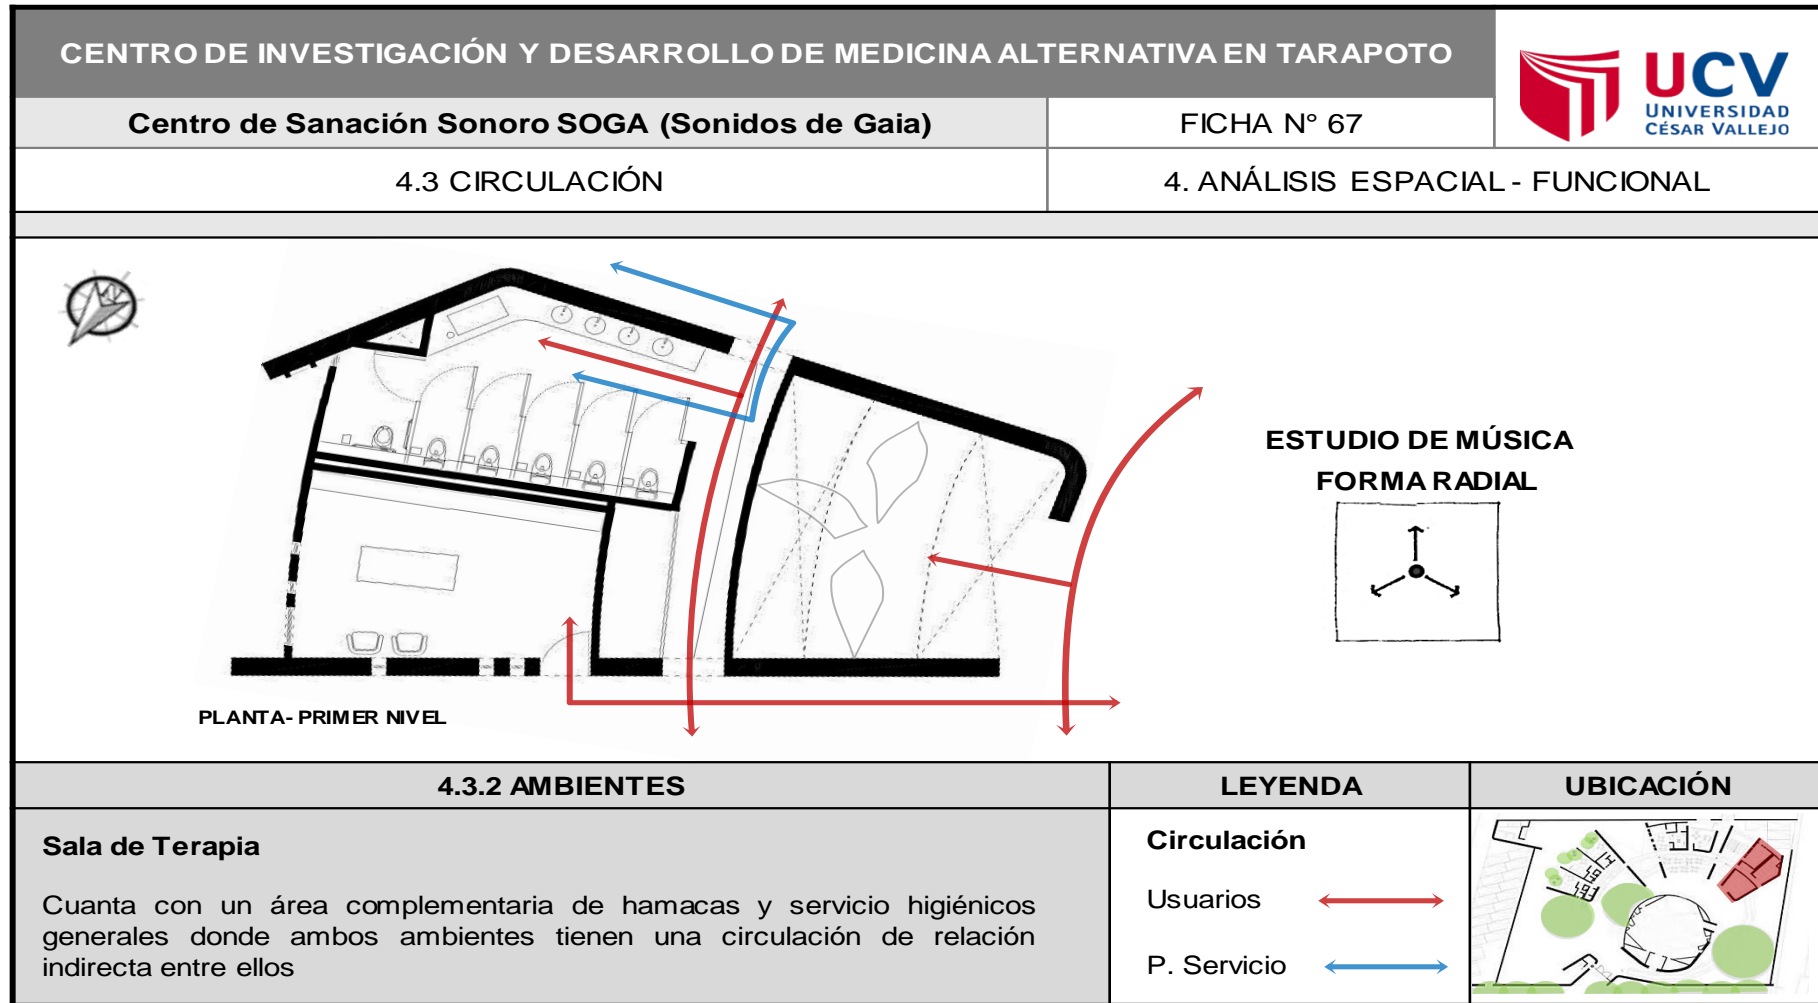 CENTRO DE INVESTIGACIÓN Y DESARROLLO DE MEDICINA ALTERNATIVA EN TARAPOTO
UCV
UNIVERSIDAD
CÉSAR VALLEJO
Centro de Sanación Sonoro SOGA (Sonidos de Gaia)
FICHA N° 67
4.3 CIRCULACIÓN
4. ANÁLISIS ESPACIAL - FUNCIONAL
ESTUDIO DE MÚSICA
FORMA RADIAL
PLANTA- PRIMER NIVEL
4.3.2 AMBIENTES
LEYENDA
UBICACIÓN
Sala de Terapia
Cuanta con un área complementaria de hamacas y servicio higiénicos
generales donde ambos ambientes tienen una circulación de relación
indirecta entre ellos
Circulación
Usuarios
P. Servicio